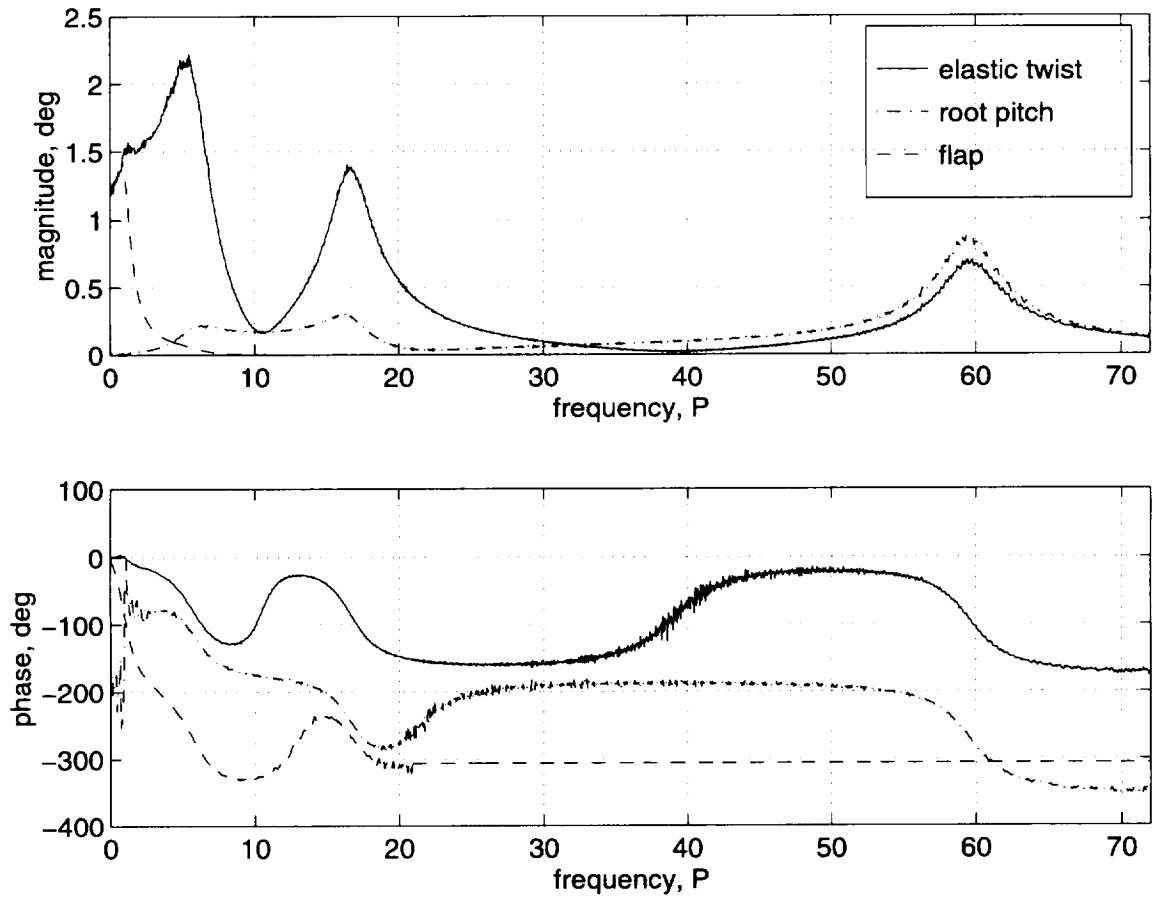 2.5
2
1.5
1
0.5
0
magnitude, deg
elastic twist
root pitch
flap
0 10 20 30 40 50 60 70
frequency, P
100
0
−100
−200
−300
−400
phase, deg
0 10 20 30 40 50 60 70
frequency, P